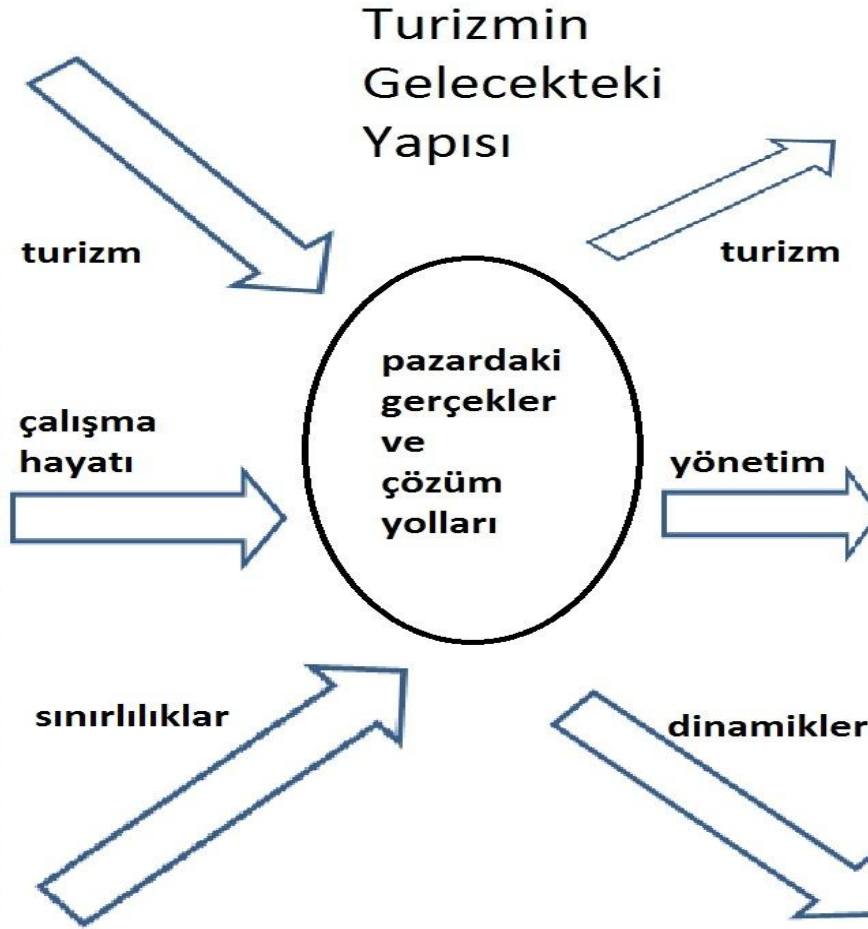 Turizmin
Gelecekteki
Yapısı
turizm
turizm
pazardaki
gerçekler
ve
çözüm
yolları
çalışma
hayatı
yönetim
sınırlılıklar
dinamikler